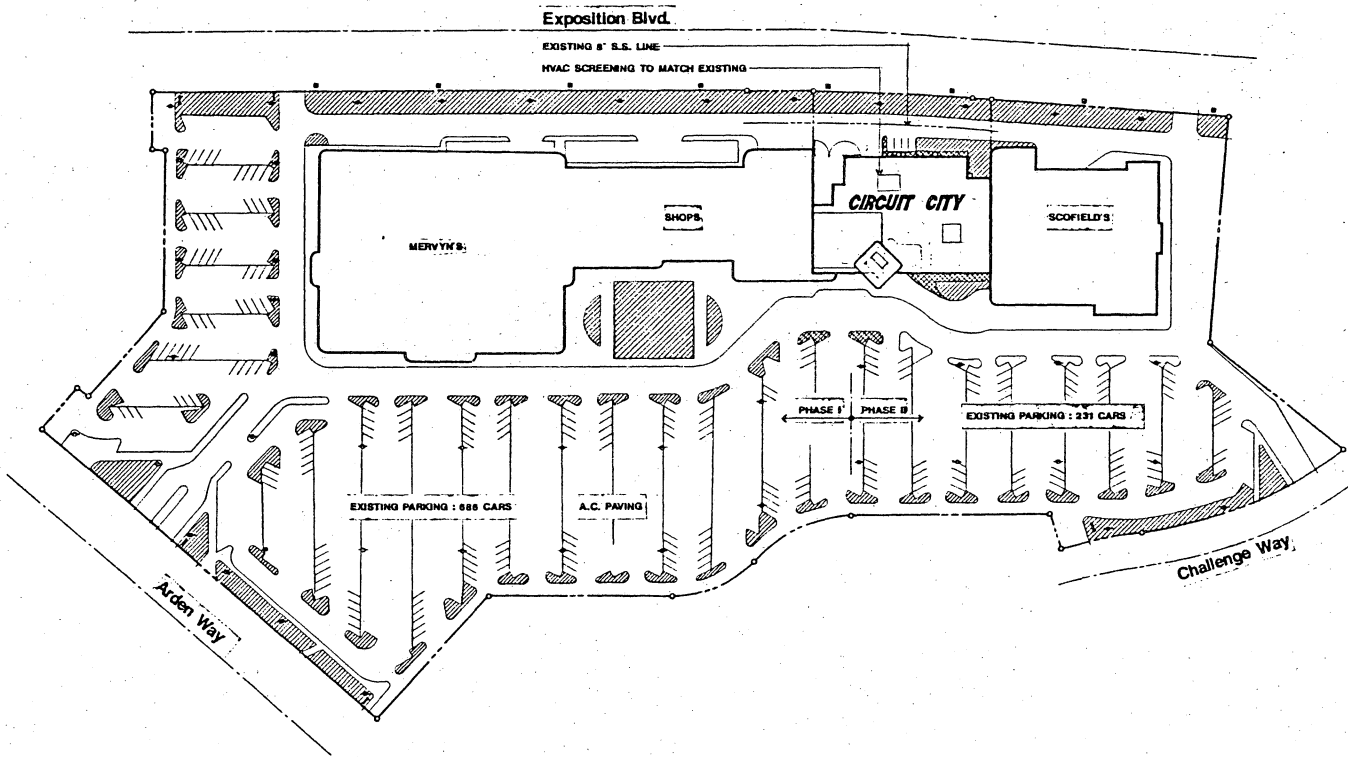 Exposition Blvd.
EXISTING 8" S.S. LINE
HVAC SCREENING TO MATCH EXISTING
CIRCUIT CITY
SHOPS
SCOFIELD'S
MERVYN'S
PHASE I
PHASE II
EXISTING PARKING : 231 CARS
EXISTING PARKING : 686 CARS
A.C. PAVING
Challenge Way
Arden Way